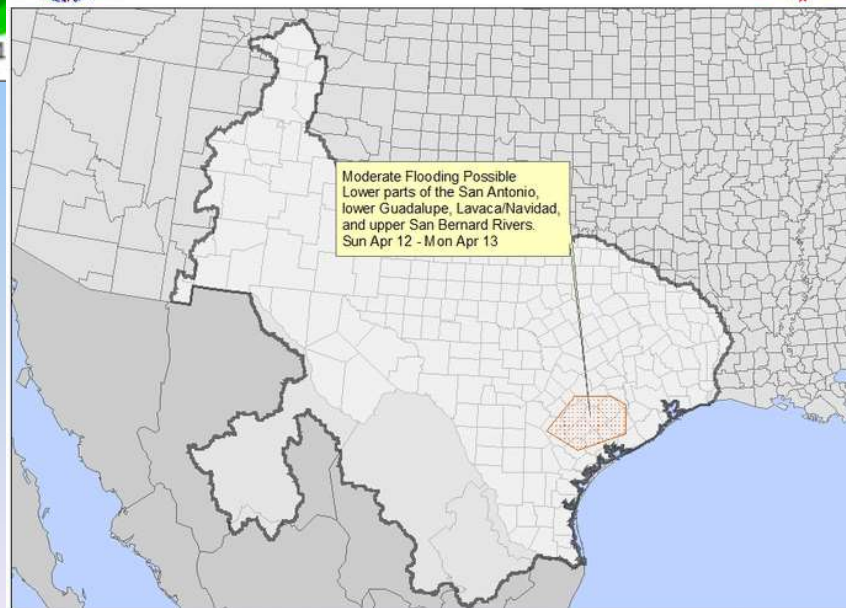 Moderate Flooding Possible
Lower parts of the San Antonio,
lower Guadalupe, Lavaca/Navidad,
and upper San Bernard Rivers.
Sun Apr 12 - Mon Apr 13